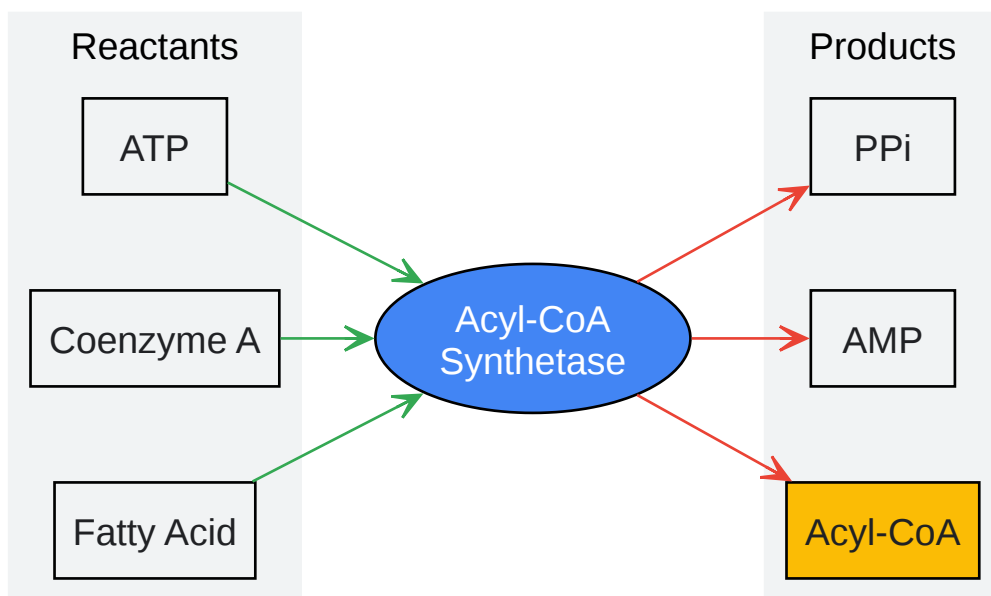 Reactants
Products
ATP
PPi
Coenzyme A
Acyl-CoA
Synthetase
AMP
Fatty Acid
Acyl-CoA